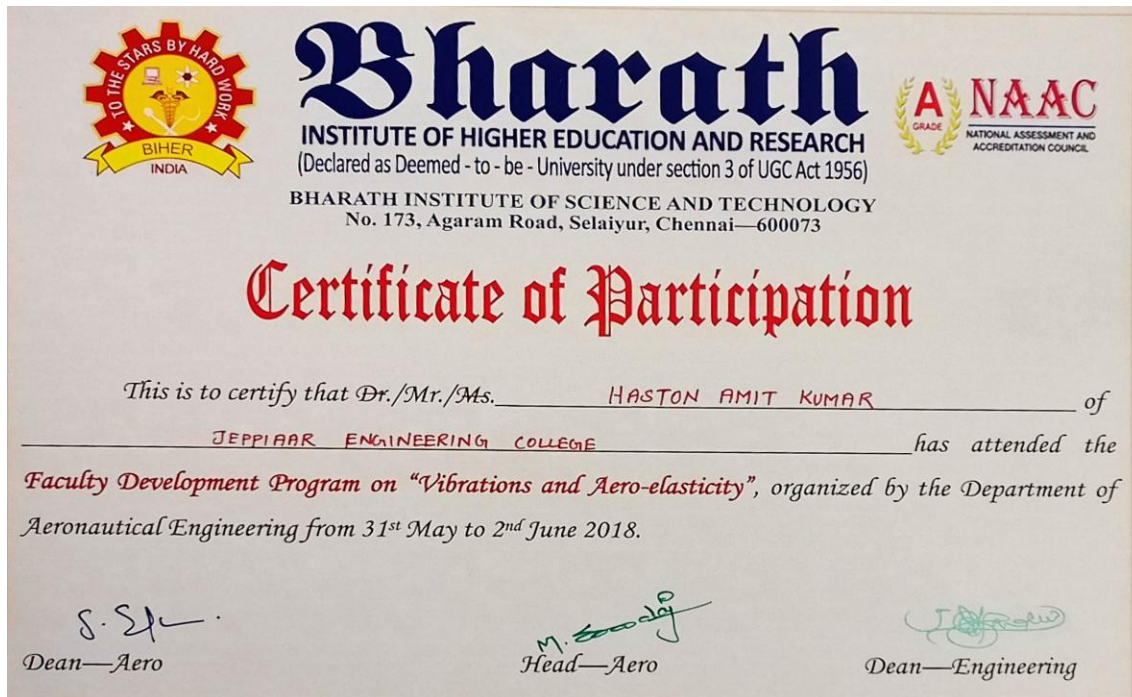 TO THE STARS BY HARD WORK
BIHER
INDIA
Bharath
INSTITUTE OF HIGHER EDUCATION AND RESEARCH
(Declared as Deemed - to - be - University under section 3 of UGC Act 1956)
A
GRADE
NAAC
NATIONAL ASSESSMENT AND
ACCREDITATION COUNCIL
BHARATH INSTITUTE OF SCIENCE AND TECHNOLOGY
No. 173, Agaram Road, Selaiyur, Chennai—600073
Certificate of Participation
This is to certify that Dr./Mr./Ms. HASTON AMIT KUMAR of
JEPPIAAR ENGINEERING COLLEGE has attended the
Faculty Development Program on “Vibrations and Aero-elasticity”, organized by the Department of
Aeronautical Engineering from 31st May to 2nd June 2018.
Dean—Aero
Head—Aero
Dean—Engineering